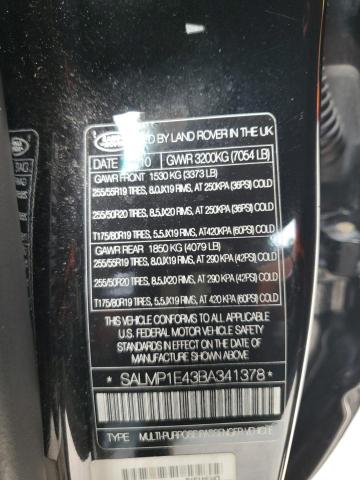 LAND ROVER
BY LAND ROVER IN THE UK
DATE GWR 3200KG (7054 LB)
GAWR FRONT 1530 KG (3373 LB)
255/55R19 TIRES, 8.0JX19 RIMS, AT 250KPA (36PSI) COLD
255/50R20 TIRES, 8.5JX20 RIMS, AT 250KPA (36PSI) COLD
T175/80R19 TIRES, 5.5JX19 RIMS, AT 420KPA (60PSI) COLD
GAWR REAR 1850 KG (4079 LB)
255/55R19 TIRES, 8.0JX19 RIMS, AT 290 KPA (42PSI) COLD
255/50R20 TIRES, 8.5JX20 RIMS, AT 290 KPA (42PSI) COLD
T175/80R19 TIRES, 5.5JX19 RIMS, AT 420 KPA (60PSI) COLD
THIS VEHICLE CONFORMS TO ALL APPLICABLE
U.S. FEDERAL MOTOR VEHICLE SAFETY
STANDARDS IN EFFECT ON THE DATE OF
MANUFACTURE SHOWN ABOVE
* SALMP1E43BA341378 *
TYPE MULTI-PURPOSE PASSENGER VEHICLE